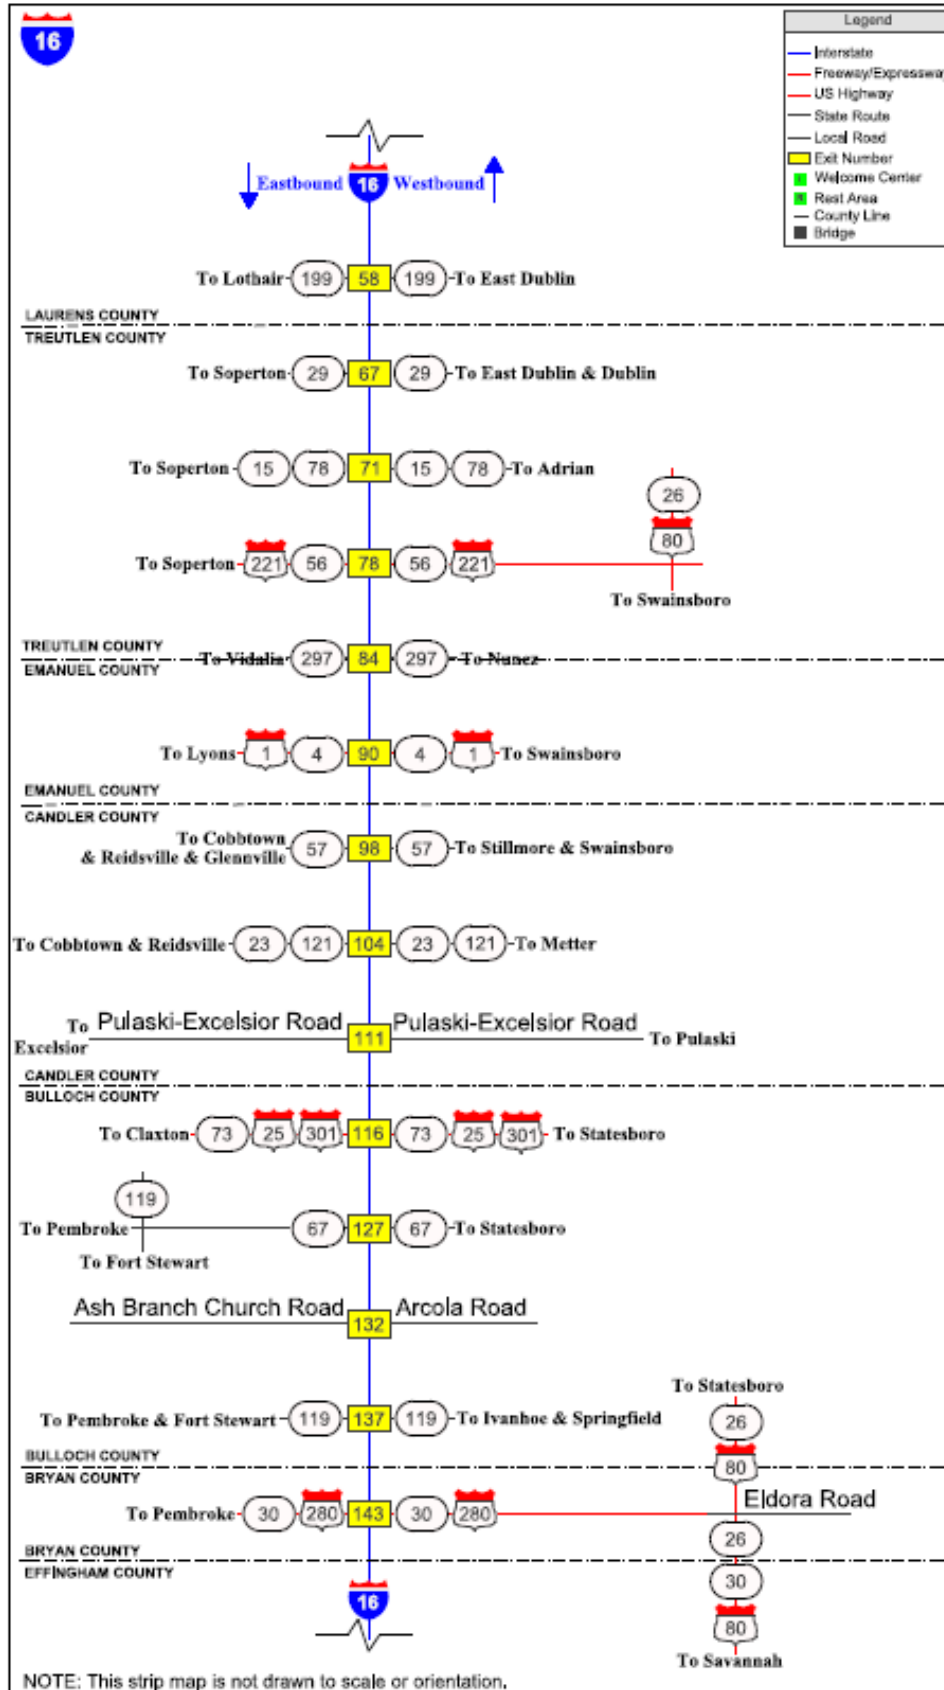 16
Legend
Interstate
Freeway/Expressway
US Highway
State Route
Local Road
Exit Number
Welcome Center
Rest Area
County Line
Bridge
Eastbound 16 Westbound
To Lothair 199 58 199 To East Dublin
LAURENS COUNTY
TREUTLEN COUNTY
To Soperton 29 67 29 To East Dublin & Dublin
To Soperton 15 78 71 15 78 To Adrian
26
80
To Soperton 221 56 78 56 221
To Swainsboro
TREUTLEN COUNTY
To Vidalia 297 84 297 To Nunez
EMANUEL COUNTY
To Lyons 1 4 90 4 1 To Swainsboro
EMANUEL COUNTY
CANDLER COUNTY
To Cobbtown
& Reidsville & Glennville 57 98 57 To Stillmore & Swainsboro
To Cobbtown & Reidsville 23 121 104 23 121 To Metter
To Pulaski-Excelsior Road 111 Pulaski-Excelsior Road To Pulaski
Excelsior
CANDLER COUNTY
BULLOCH COUNTY
To Claxton 73 25 301 116 73 25 301 To Statesboro
119
To Pembroke 67 127 67 To Statesboro
To Fort Stewart
Ash Branch Church Road 132 Arcola Road
To Statesboro
To Pembroke & Fort Stewart 119 137 119 To Ivanhoe & Springfield 26
BULLOCH COUNTY
80
BRYAN COUNTY
To Pembroke 30 280 143 30 280 Eldora Road
26
BRYAN COUNTY
EFFINGHAM COUNTY
30
16
80
To Savannah
NOTE: This strip map is not drawn to scale or orientation.